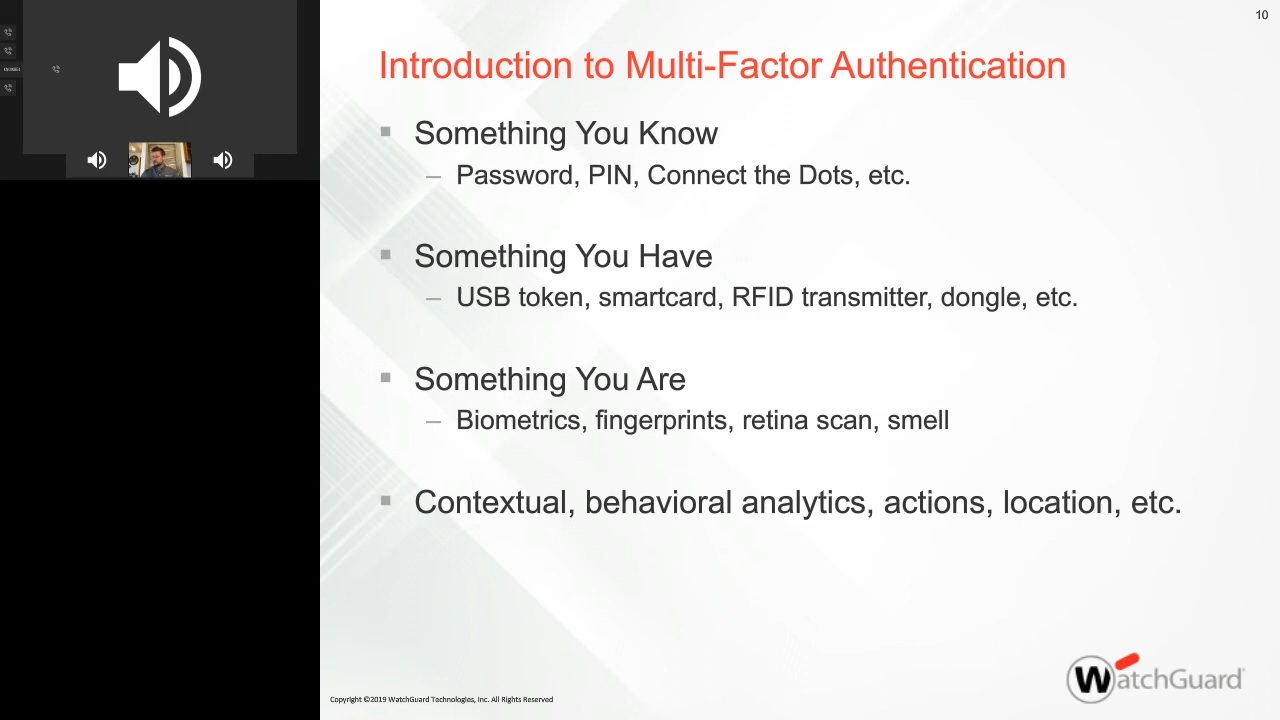 10
Introduction to Multi-Factor Authentication
Something You Know
– Password, PIN, Connect the Dots, etc.
Something You Have
– USB token, smartcard, RFID transmitter, dongle, etc.
Something You Are
– Biometrics, fingerprints, retina scan, smell
Contextual, behavioral analytics, actions, location, etc.
WatchGuard
Copyright ©2019 WatchGuard Technologies, Inc. All Rights Reserved